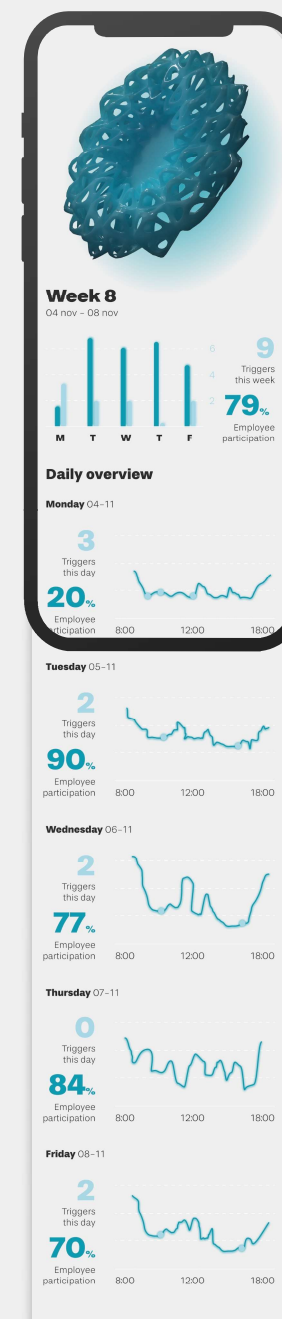 Week 8
04 nov - 08 nov
6
4
2
M T W T F
9
Triggers
this week
79%
Employee
participation
Daily overview
Monday 04-11
3
Triggers
this day
20%
Employee
participation
8:00 12:00 18:00
Tuesday 05-11
2
Triggers
this day
90%
Employee
participation
8:00 12:00 18:00
Wednesday 06-11
2
Triggers
this day
77%
Employee
participation
8:00 12:00 18:00
Thursday 07-11
0
Triggers
this day
84%
Employee
participation
8:00 12:00 18:00
Friday 08-11
2
Triggers
this day
70%
Employee
participation
8:00 12:00 18:00